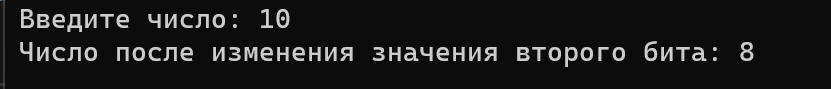 Введите число: 10
Число после изменения значения второго бита: 8